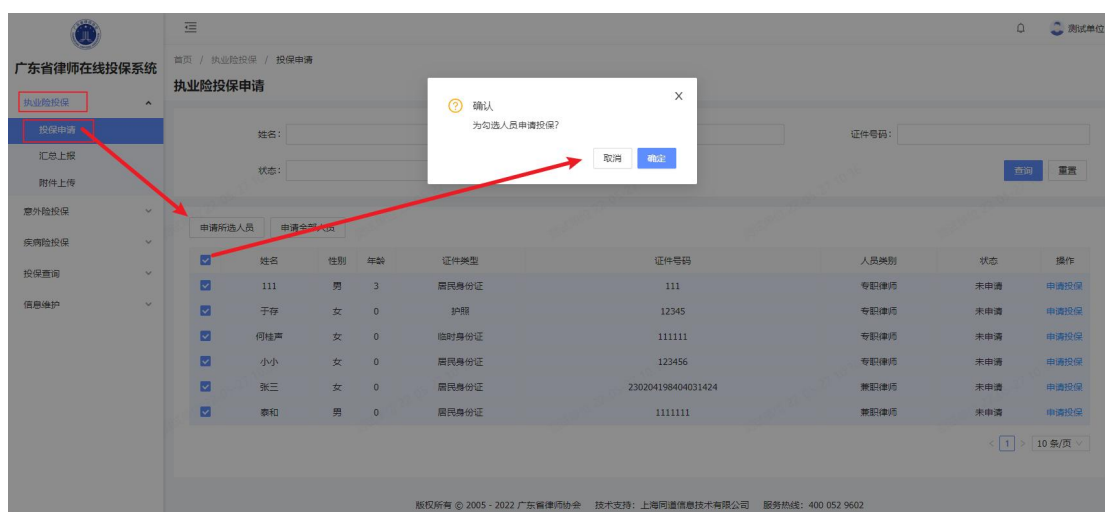 测试单位
广东省律师在线投保系统
首页 / 执业险投保 / 投保申请
执业险投保申请
执业险投保
投保申请
汇总上报
附件上传
意外险投保
疾病险投保
投保查询
信息维护
确认
为勾选人员申请投保?
取消 确定
姓名: 证件号码:
状态: 查询 重置
申请所选人员 申请全部人员
姓名 性别 年龄 证件类型 证件号码 人员类别 状态 操作
111 男 3 居民身份证 111 专职律师 未申请 申请投保
于存 女 0 护照 12345 专职律师 未申请 申请投保
何桂声 女 0 临时身份证 111111 专职律师 未申请 申请投保
小小 女 0 居民身份证 123456 专职律师 未申请 申请投保
张三 女 0 居民身份证 230204198404031424 兼职律师 未申请 申请投保
泰和 男 0 居民身份证 1111111 兼职律师 未申请 申请投保
< 1 > 10 条/页
版权所有 © 2005 - 2022 广东省律师协会 技术支持: 上海同道信息技术有限公司 服务热线: 400 052 9602